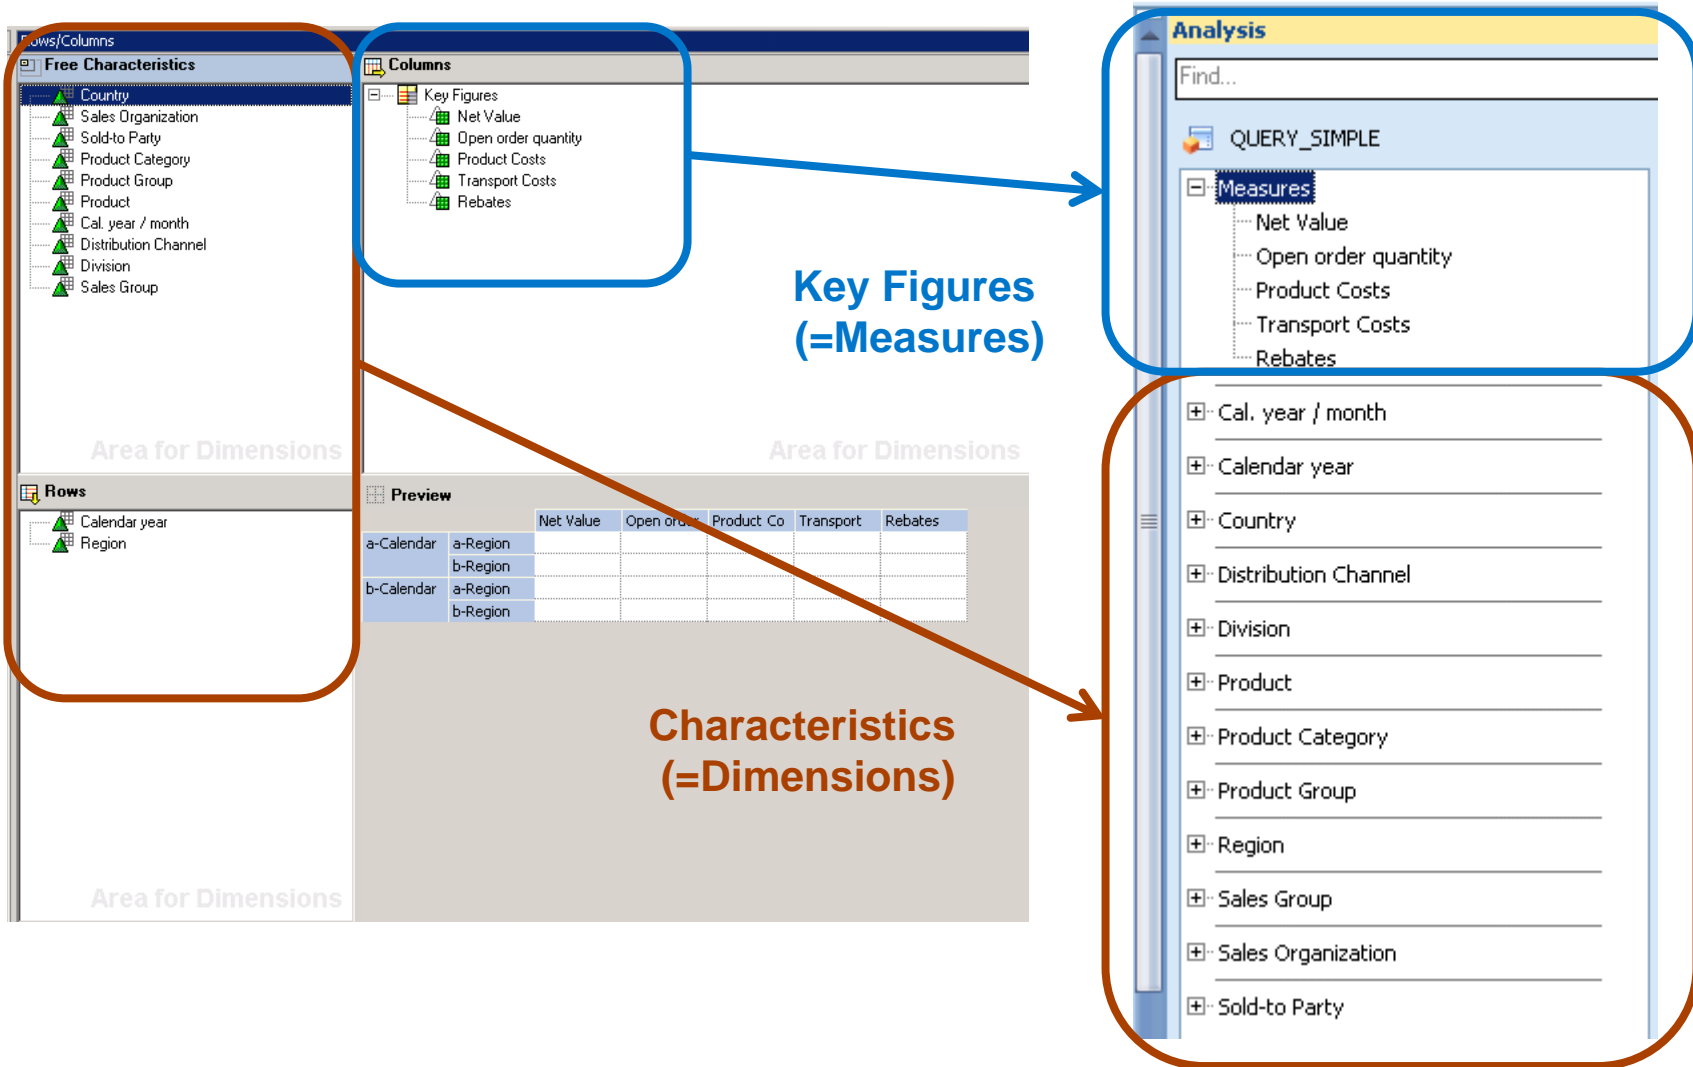 Rows/Columns
Free Characteristics
Country
Sales Organization
Sold-to Party
Product Category
Product Group
Product
Cal. year / month
Distribution Channel
Division
Sales Group
Area for Dimensions
Columns
Key Figures
Net Value
Open order quantity
Product Costs
Transport Costs
Rebates
Area for Dimensions
Rows
Calendar year
Region
Area for Dimensions
Preview
Net Value Open order Product Co Transport Rebates
a-Calendar a-Region
b-Region
b-Calendar a-Region
b-Region
Key Figures
(=Measures)
Characteristics
(=Dimensions)
Analysis
Find...
QUERY_SIMPLE
Measures
Net Value
Open order quantity
Product Costs
Transport Costs
Rebates
Cal. year / month
Calendar year
Country
Distribution Channel
Division
Product
Product Category
Product Group
Region
Sales Group
Sales Organization
Sold-to Party